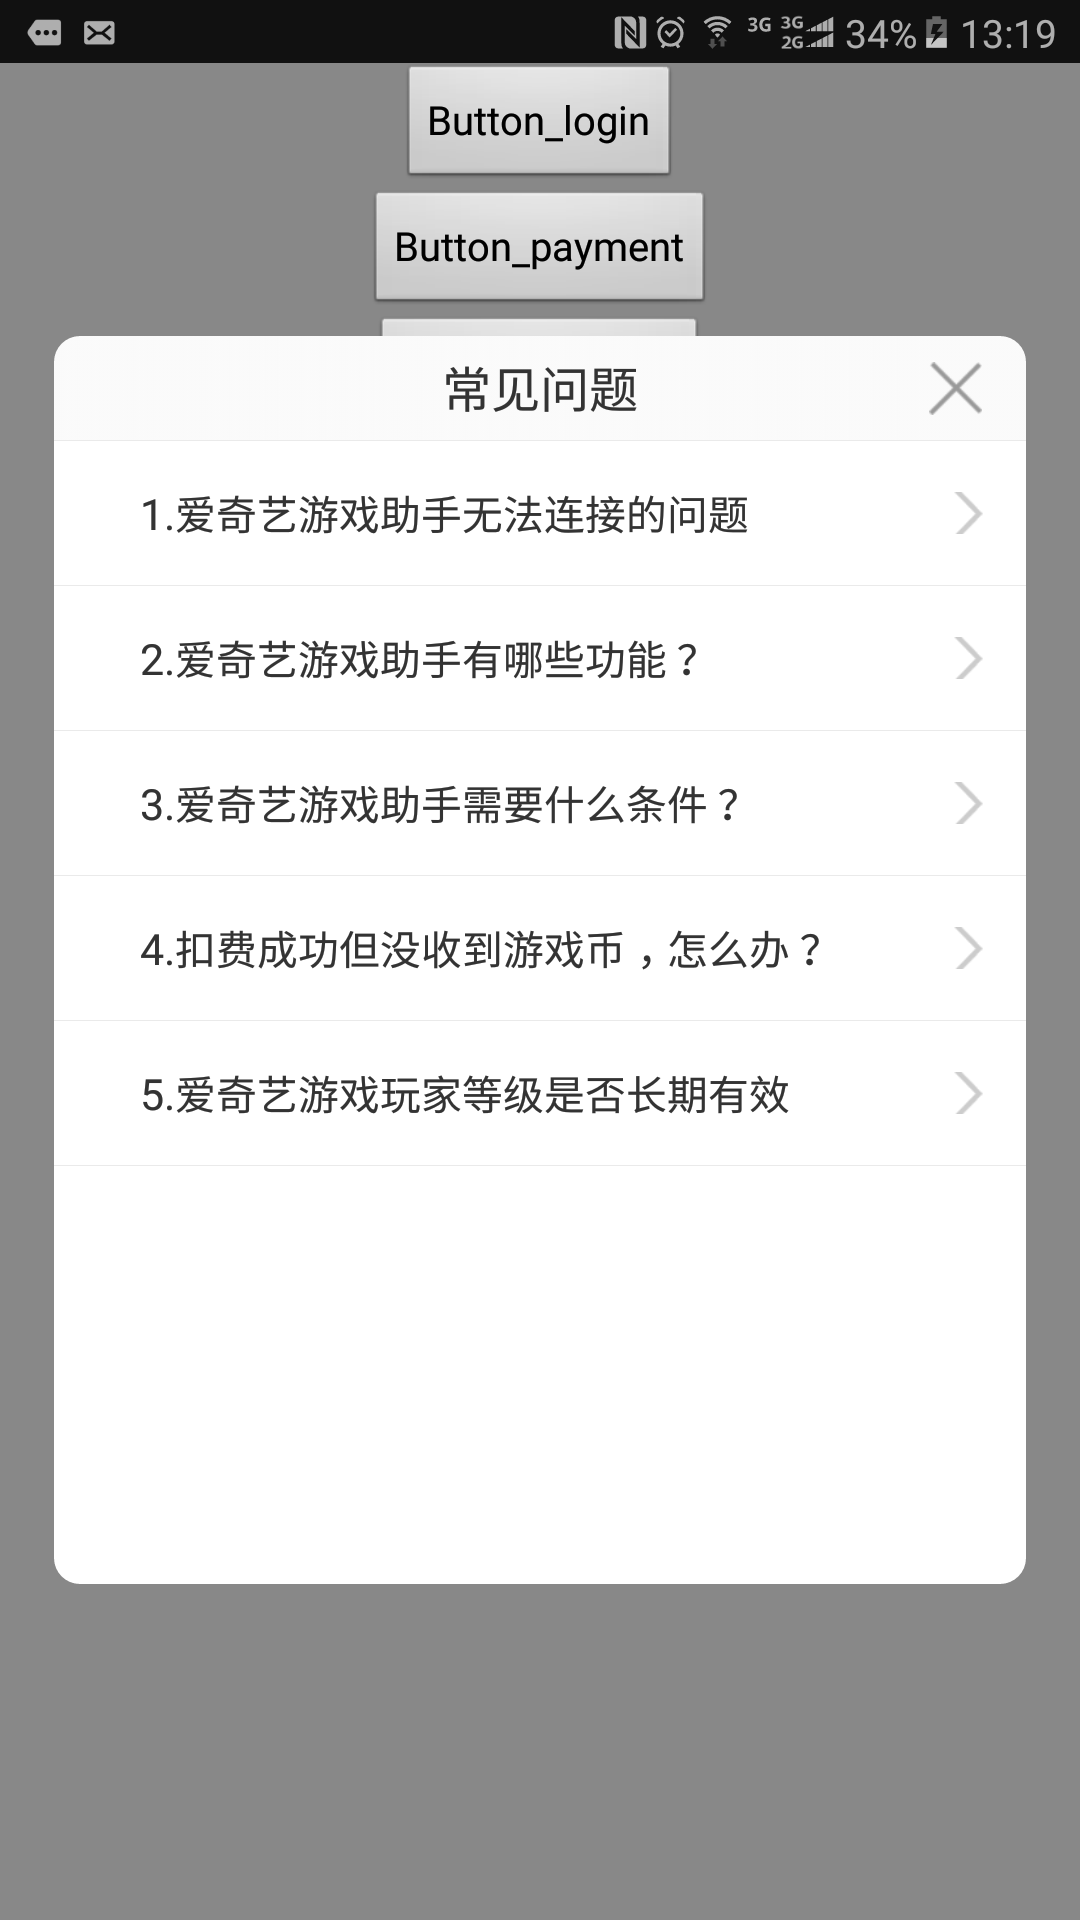 3G 3G 2G 34% 13:19
Button_login
Button_payment
常见问题
1.爱奇艺游戏助手无法连接的问题
2.爱奇艺游戏助手有哪些功能？
3.爱奇艺游戏助手需要什么条件？
4.扣费成功但没收到游戏币，怎么办？
5.爱奇艺游戏玩家等级是否长期有效